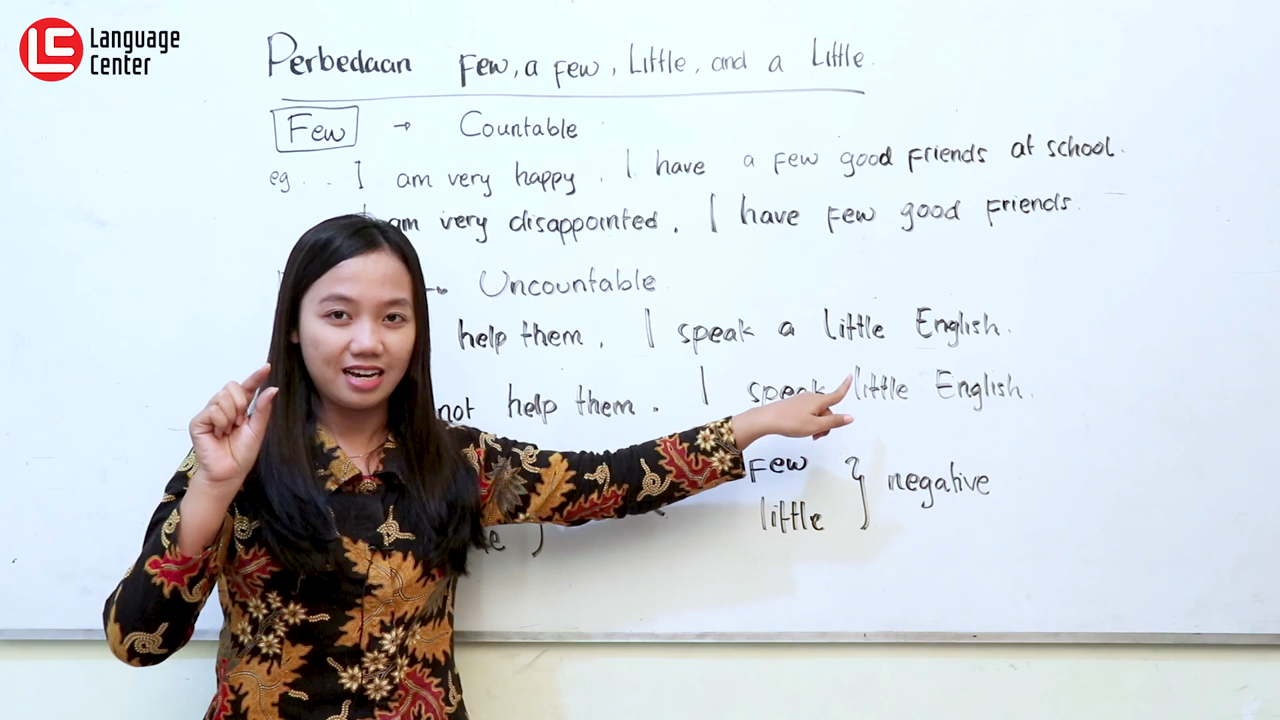 LC Language
Center
Perbedaan Few, a few, Little, and a Little.
Few → Countable
eg... I am very happy. I have a few good friends at school.
am very disappointed. I have few good friends.
→ Uncountable
help them. I speak a little English.
not help them. I speak little English.
Few } negative
little